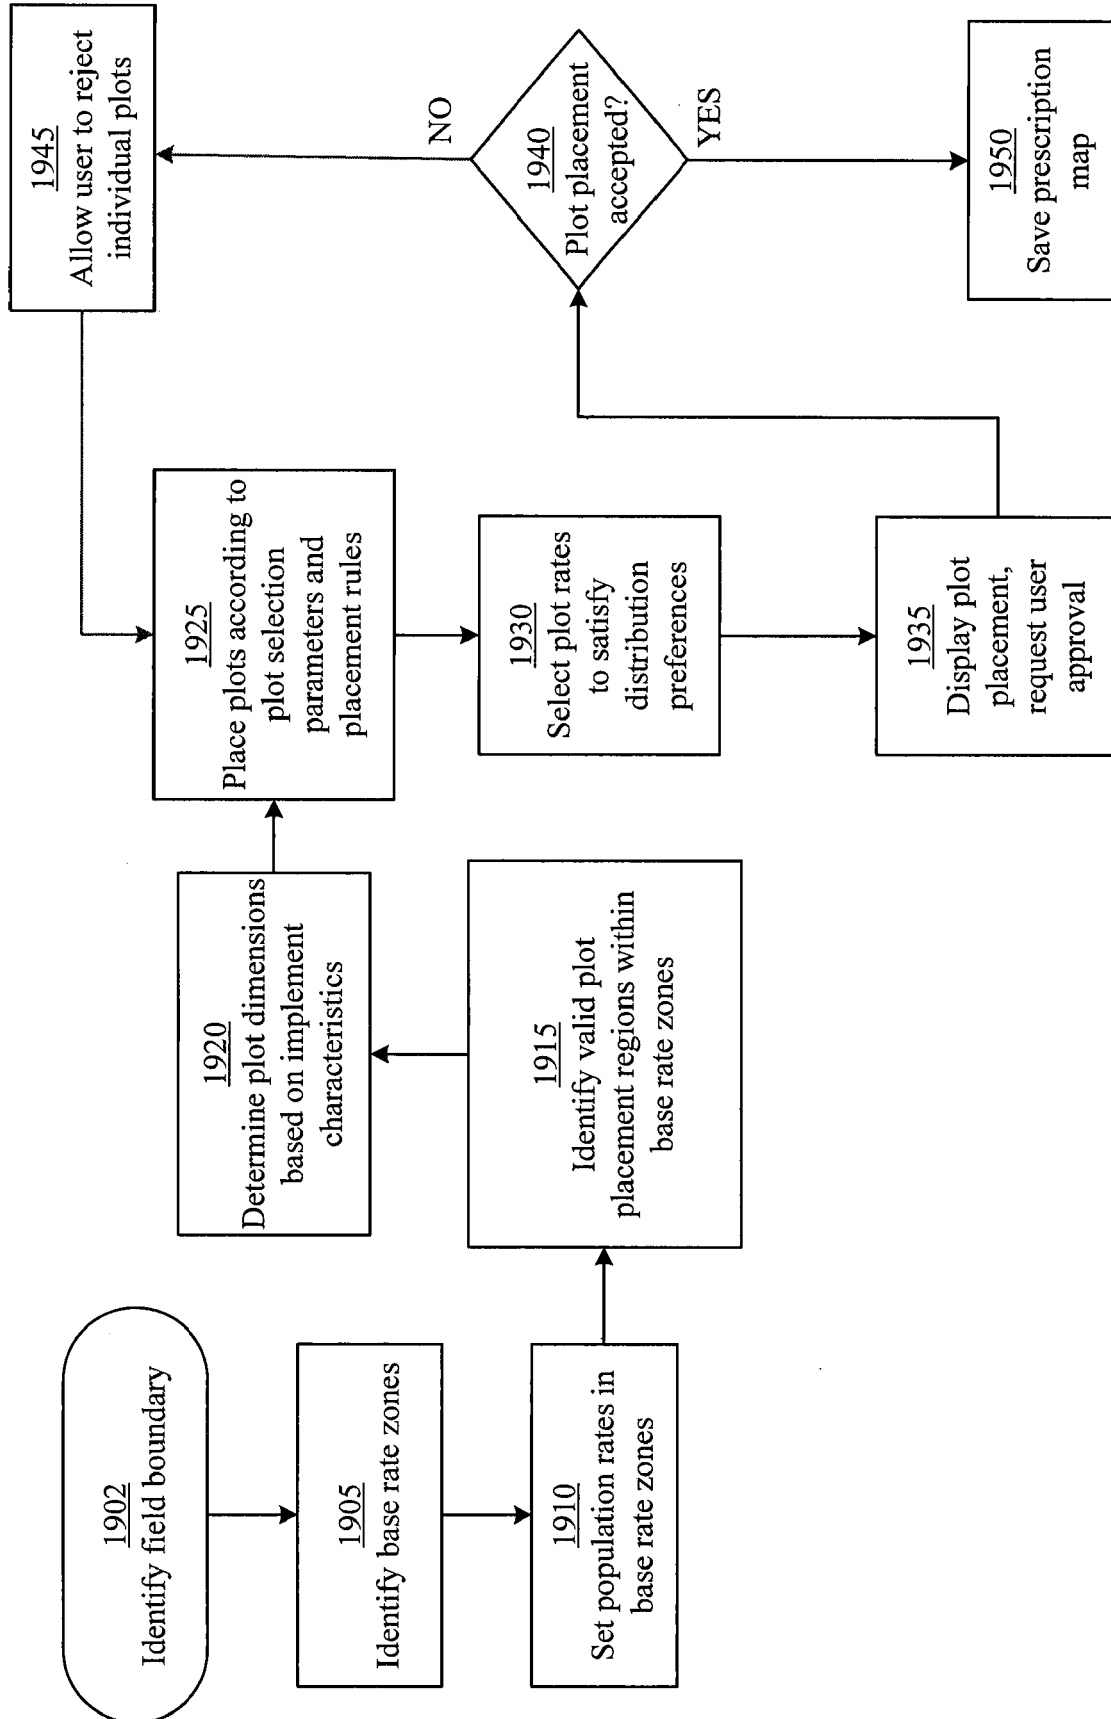 1902
Identify field boundary
1905
Identify base rate zones
1910
Set population rates in
base rate zones
1915
Identify valid plot
placement regions within
base rate zones
1920
Determine plot dimensions
based on implement
characteristics
1925
Place plots according to
plot selection
parameters and
placement rules
1930
Select plot rates
to satisfy
distribution
preferences
1935
Display plot
placement,
request user
approval
1940
Plot placement
accepted?
NO
YES
1945
Allow user to reject
individual plots
1950
Save prescription
map